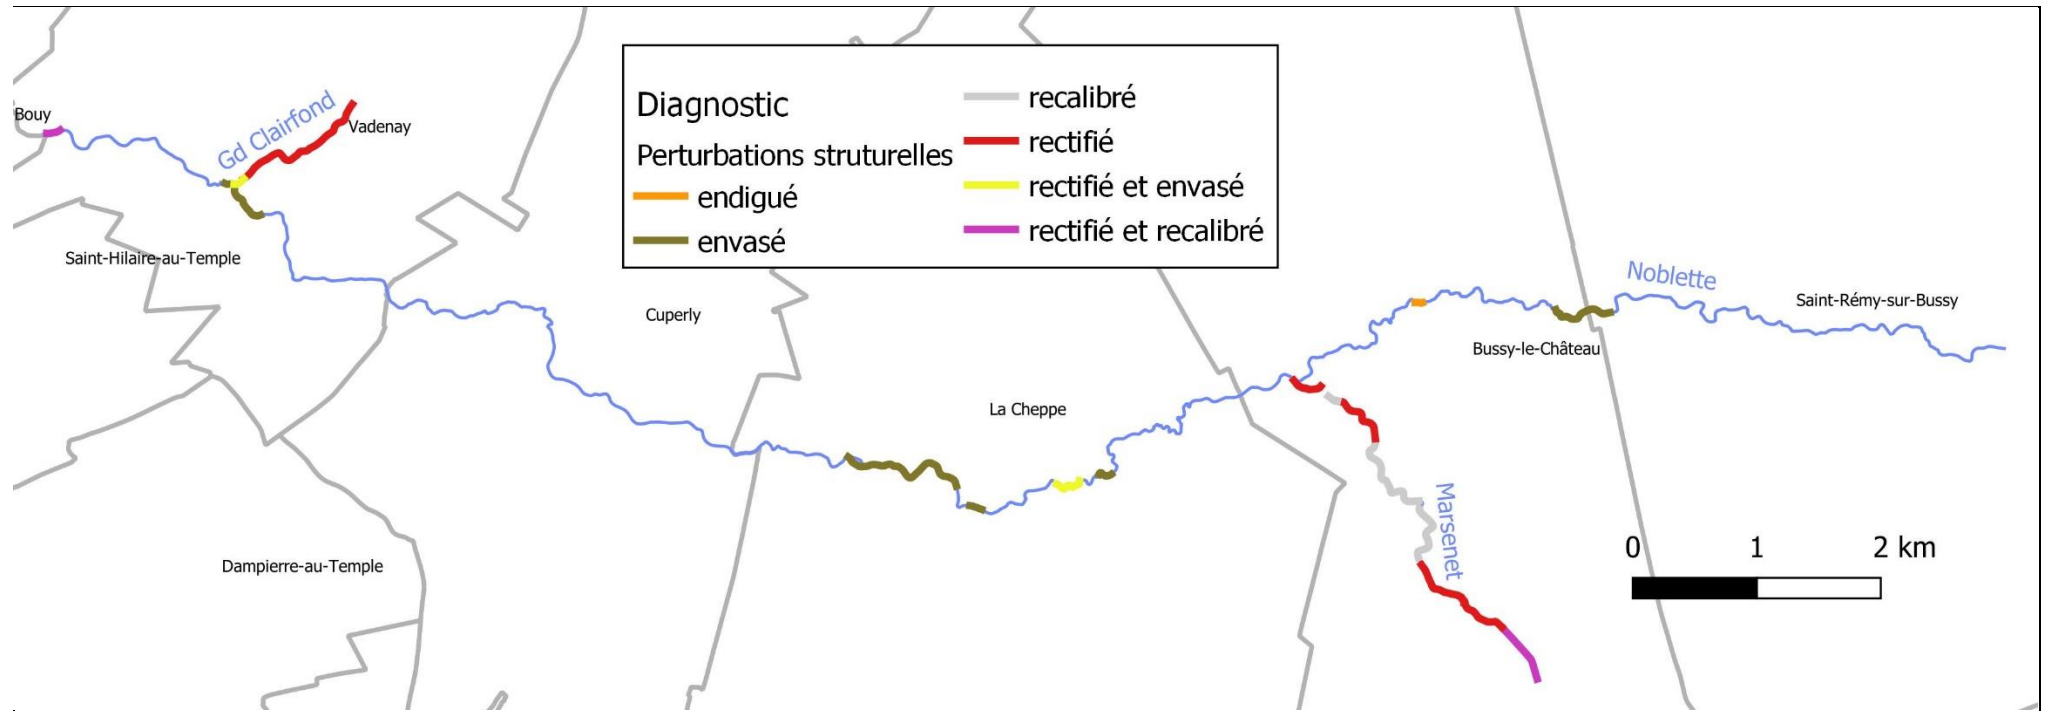 Diagnostic
Perturbations struturelles
endigué
envasé
recalibré
rectifié
rectifié et envasé
rectifié et recalibré
Bouy
Gd Clairfond
Vadenay
Saint-Hilaire-au-Temple
Cuperly
Noblette
Saint-Rémy-sur-Bussy
Bussy-le-Château
La Cheppe
Marsenet
Dampierre-au-Temple
0 1 2 km